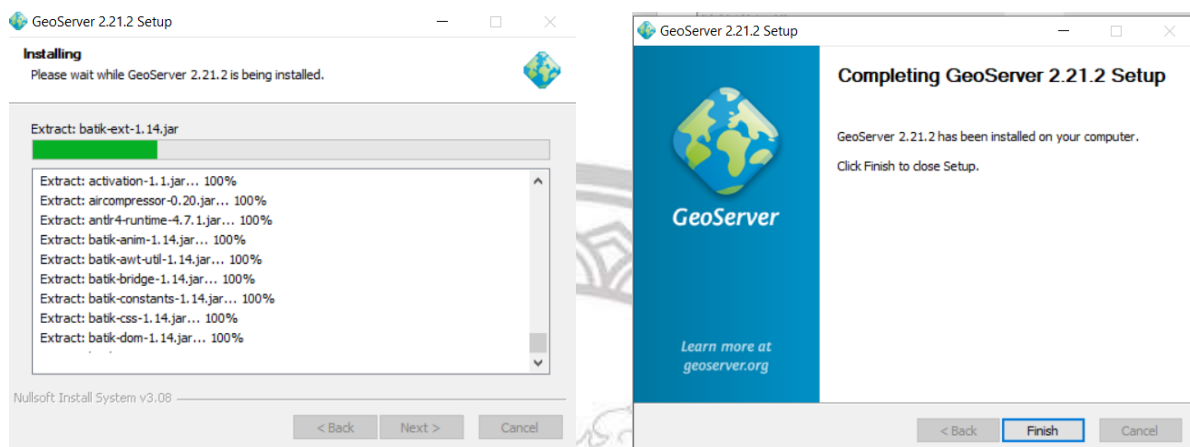 GeoServer 2.21.2 Setup
Installing
Please wait while GeoServer 2.21.2 is being installed.
Extract: batik-ext-1.14.jar
Extract: activation-1.1.jar... 100%
Extract: aircompressor-0.20.jar... 100%
Extract: antlr4-runtime-4.7.1.jar... 100%
Extract: batik-anim-1.14.jar... 100%
Extract: batik-awt-util-1.14.jar... 100%
Extract: batik-bridge-1.14.jar... 100%
Extract: batik-constants-1.14.jar... 100%
Extract: batik-css-1.14.jar... 100%
Extract: batik-dom-1.14.jar... 100%
Nullsoft Install System v3.08
< Back
Next >
Cancel
GeoServer 2.21.2 Setup
GeoServer
Learn more at
geoserver.org
Completing GeoServer 2.21.2 Setup
GeoServer 2.21.2 has been installed on your computer.
Click Finish to close Setup.
< Back
Finish
Cancel